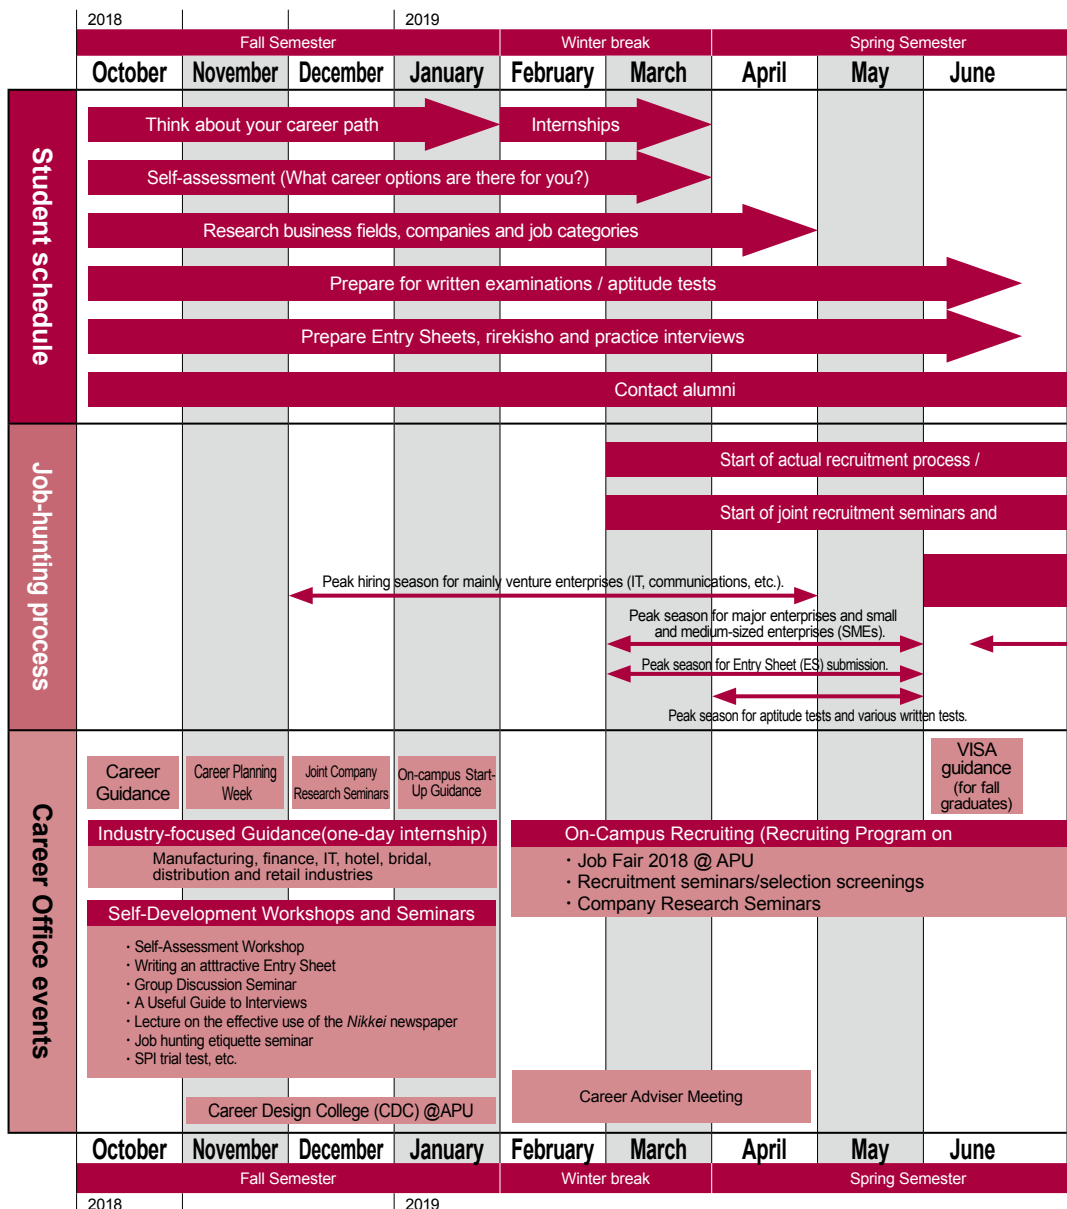 2018
2019
Fall Semester
Winter break
Spring Semester
October
November
December
January
February
March
April
May
June
Student schedule
Think about your career path
Internships
Self-assessment (What career options are there for you?)
Research business fields, companies and job categories
Prepare for written examinations / aptitude tests
Prepare Entry Sheets, rirekisho and practice interviews
Contact alumni
Job-hunting process
Start of actual recruitment process /
Start of joint recruitment seminars and
Peak hiring season for mainly venture enterprises (IT, communications, etc.).
Peak season for major enterprises and small
and medium-sized enterprises (SMEs).
Peak season for Entry Sheet (ES) submission.
Peak season for aptitude tests and various written tests.
Career Office events
Career
Guidance
Career Planning
Week
Joint Company
Research Seminars
On-campus Start-
Up Guidance
VISA
guidance
(for fall
graduates)
Industry-focused Guidance(one-day internship)
Manufacturing, finance, IT, hotel, bridal,
distribution and retail industries
On-Campus Recruiting (Recruiting Program on
・Job Fair 2018 @ APU
・Recruitment seminars/selection screenings
・Company Research Seminars
Self-Development Workshops and Seminars
・Self-Assessment Workshop
・Writing an atttractive Entry Sheet
・Group Discussion Seminar
・A Useful Guide to Interviews
・Lecture on the effective use of the Nikkei newspaper
・Job hunting etiquette seminar
・SPI trial test, etc.
Career Adviser Meeting
Career Design College (CDC) @APU
October
November
December
January
February
March
April
May
June
Fall Semester
Winter break
Spring Semester
2018
2019